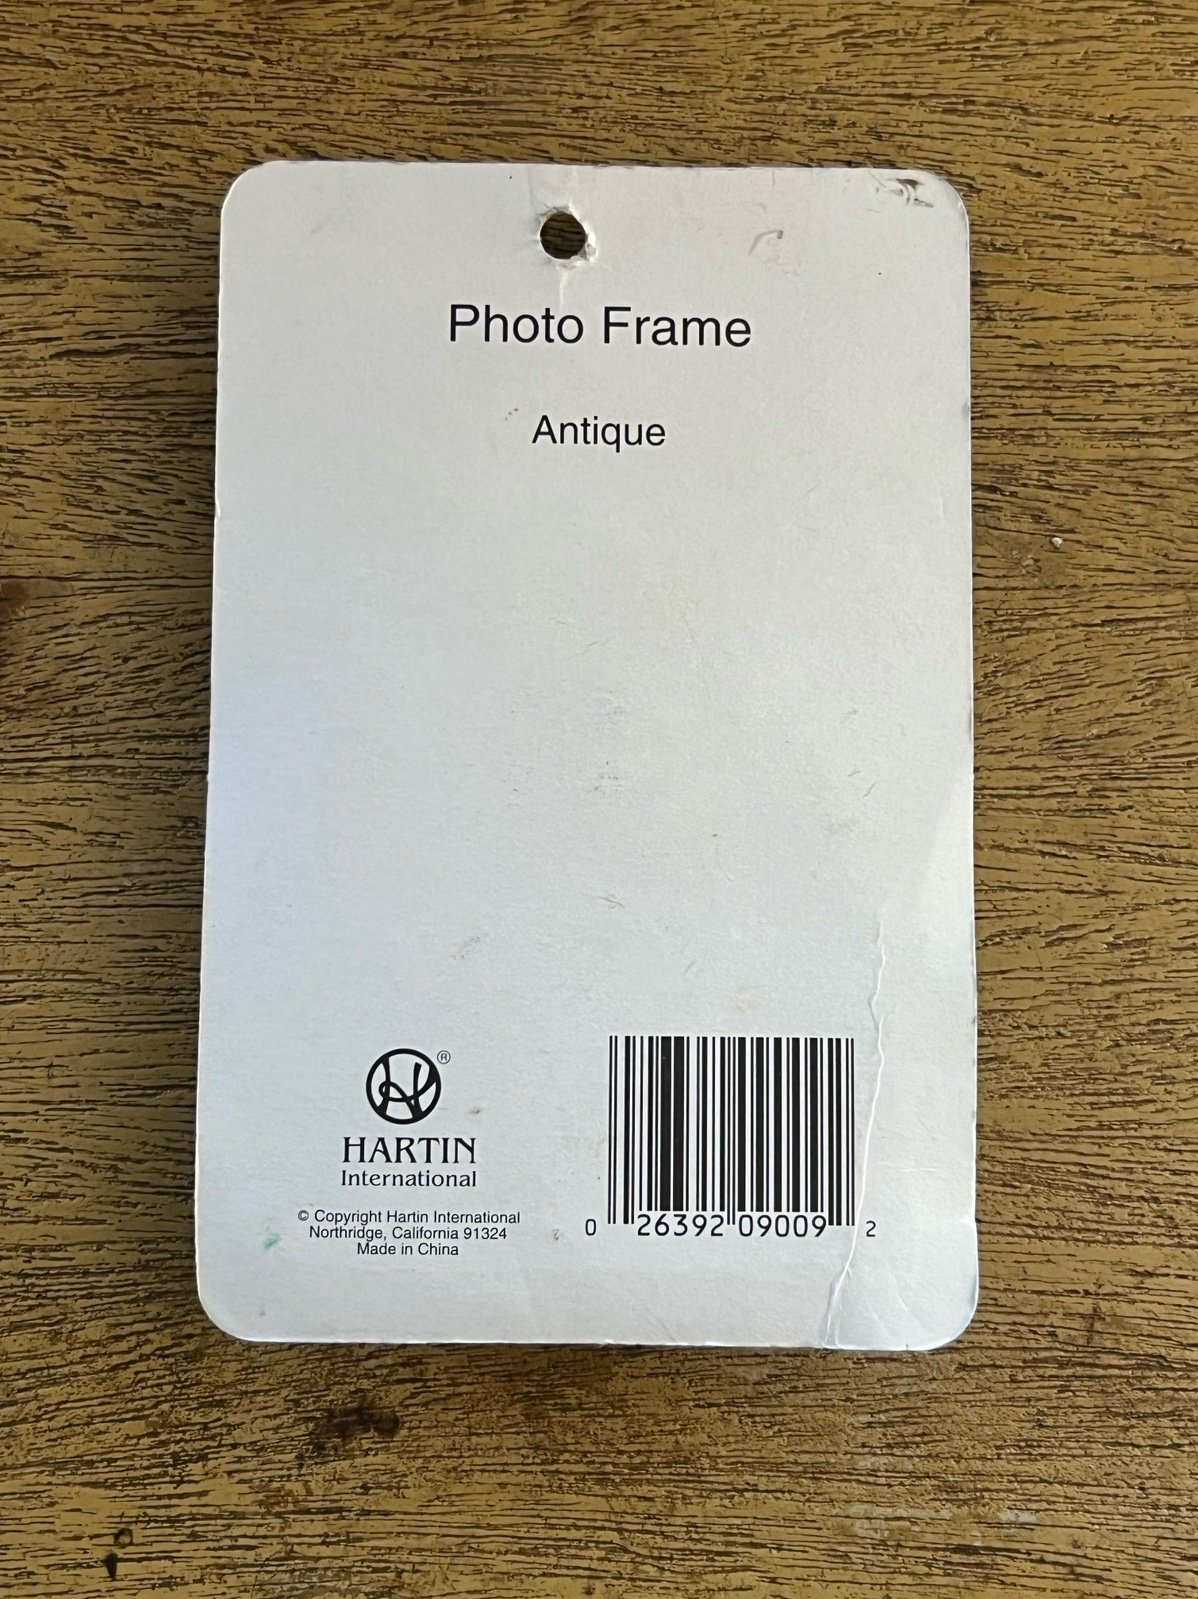 Photo Frame
Antique
®
HARTIN
International
© Copyright Hartin International
Northridge, California 91324
Made in China
0 26392 09009 2